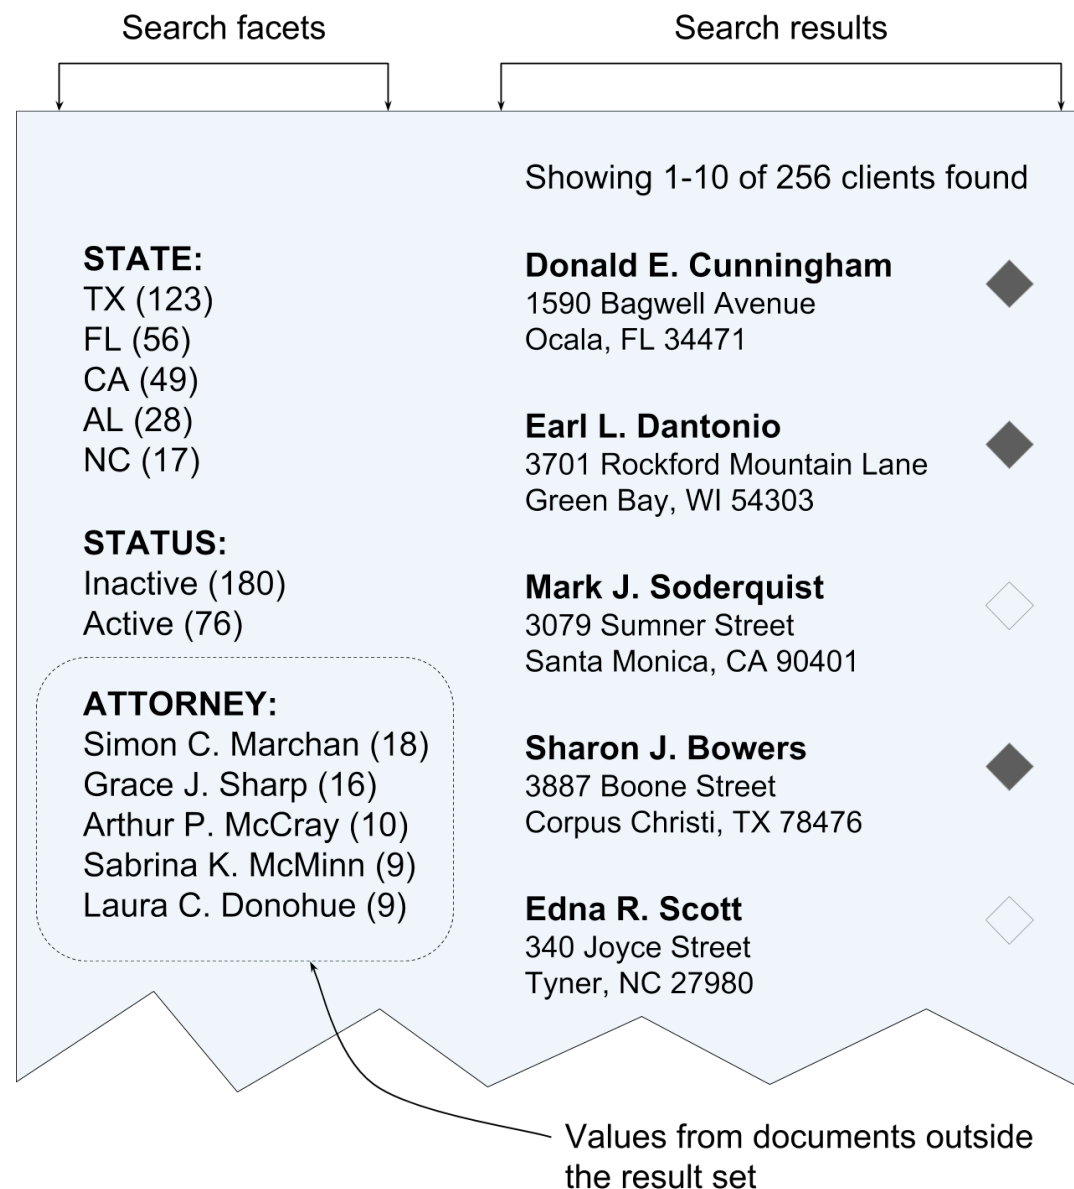 Search facets
Search results
Showing 1-10 of 256 clients found
STATE:
TX (123)
FL (56)
CA (49)
AL (28)
NC (17)
STATUS:
Inactive (180)
Active (76)
ATTORNEY:
Simon C. Marchan (18)
Grace J. Sharp (16)
Arthur P. McCray (10)
Sabrina K. McMinn (9)
Laura C. Donohue (9)
Donald E. Cunningham
1590 Bagwell Avenue
Ocala, FL 34471
Earl L. Dantonio
3701 Rockford Mountain Lane
Green Bay, WI 54303
Mark J. Soderquist
3079 Sumner Street
Santa Monica, CA 90401
Sharon J. Bowers
3887 Boone Street
Corpus Christi, TX 78476
Edna R. Scott
340 Joyce Street
Tyner, NC 27980
Values from documents outside
the result set